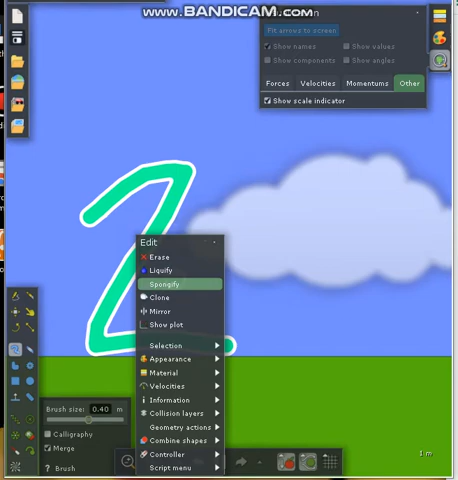 www.BANDICAM.com
Fit arrows to screen
Show names
Show values
Show components
Show angles
Forces
Velocities
Momentums
Other
Show scale indicator
2
Edit
Erase
Liquify
Spongify
Clone
Mirror
Show plot
Selection
Appearance
Material
Velocities
Information
Collision layers
Geometry actions
Combine shapes
Controller
Script menu
Brush size: 0.40 m
Calligraphy
Merge
? Brush
1 m